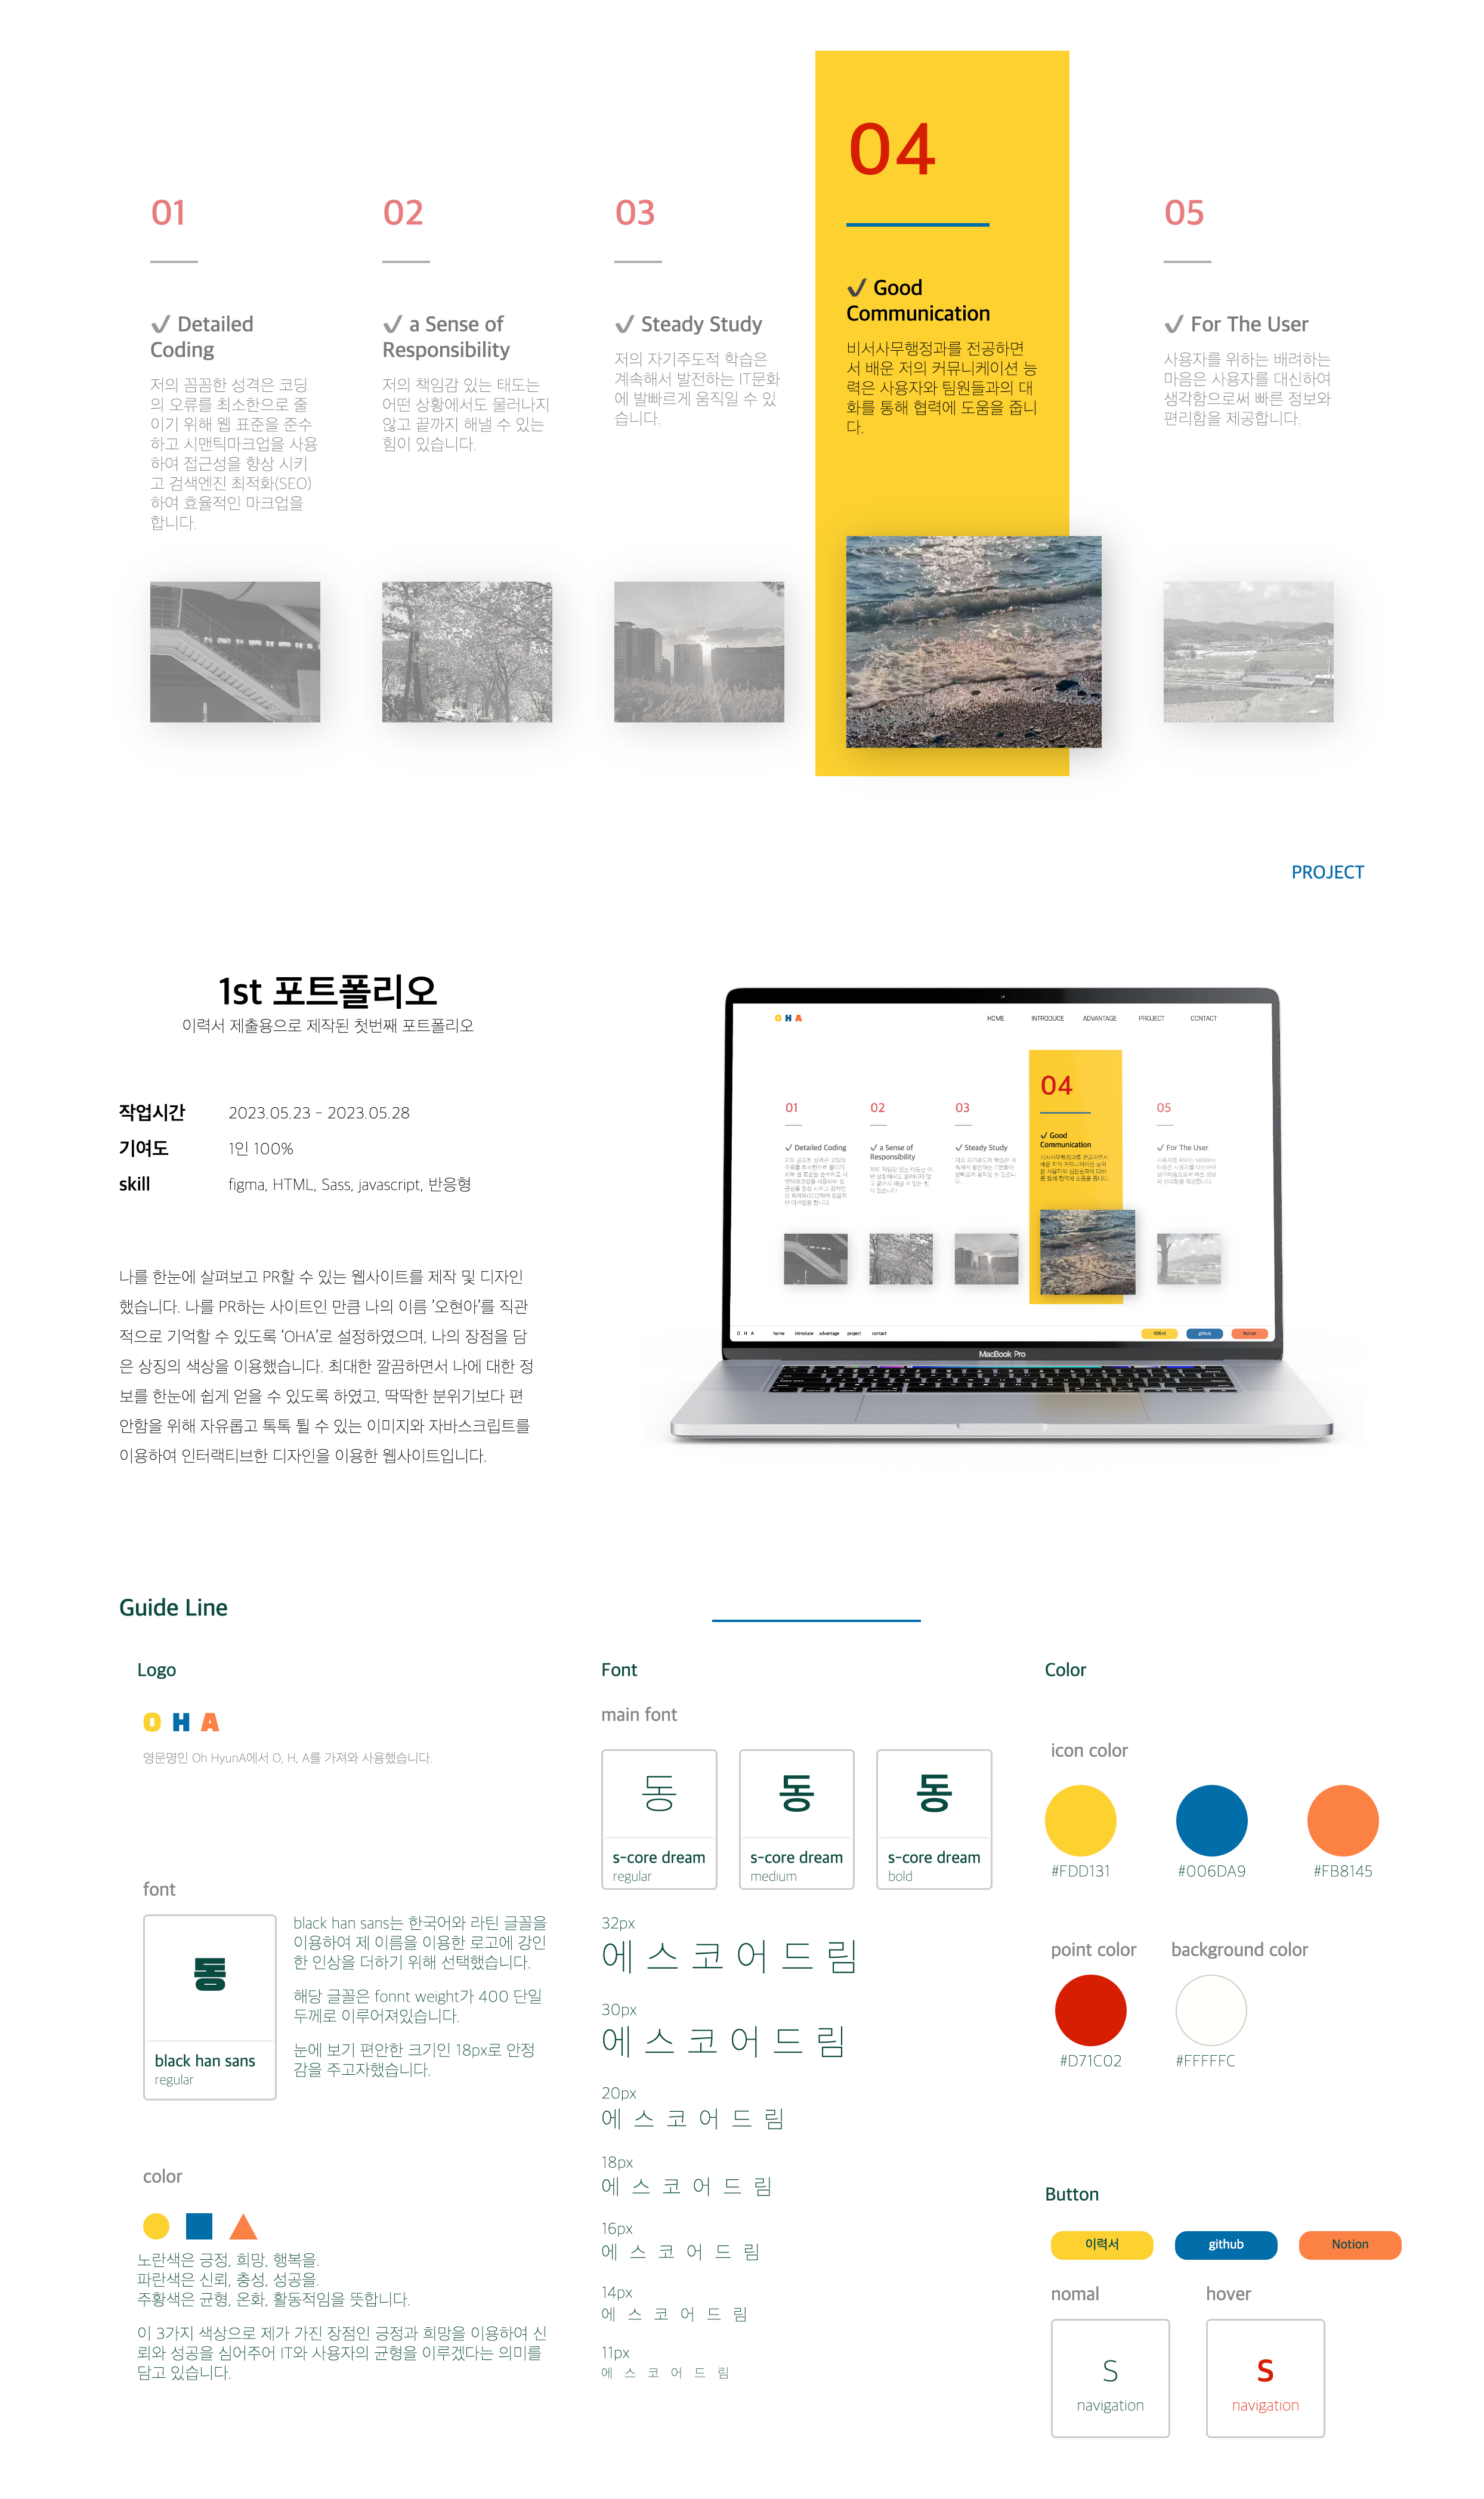 01
✓ Detailed
Coding
저의 꼼꼼한 성격은 코딩
의 오류를 최소한으로 줄
이기 위해 웹 표준을 준수
하고 시맨틱마크업을 사용
하여 접근성을 향상 시키
고 검색엔진 최적화(SEO)
하여 효율적인 마크업을
합니다.
02
✓ a Sense of
Responsibility
저의 책임감 있는 태도는
어떤 상황에서도 물러나지
않고 끝까지 해낼 수 있는
힘이 있습니다.
03
✓ Steady Study
저의 자기주도적 학습은
계속해서 발전하는 IT문화
에 발빠르게 움직일 수 있
습니다.
04
✓ Good
Communication
비서사무행정과를 전공하면
서 배운 저의 커뮤니케이션 능
력은 사용자와 팀원들과의 대
화를 통해 협력에 도움을 줍니
다.
05
✓ For The User
사용자를 위하는 배려하는
마음은 사용자를 대신하여
생각함으로써 빠른 정보와
편리함을 제공합니다.
PROJECT
1st 포트폴리오
이력서 제출용으로 제작된 첫번째 포트폴리오
작업시간 2023.05.23 - 2023.05.28
기여도 1인 100%
skill figma, HTML, Sass, javascript, 반응형
나를 한눈에 살펴보고 PR할 수 있는 웹사이트를 제작 및 디자인
했습니다. 나를 PR하는 사이트인 만큼 나의 이름 '오현아'를 직관
적으로 기억할 수 있도록 'OHA'로 설정하였으며, 나의 장점을 담
은 상징의 색상을 이용했습니다. 최대한 깔끔하면서 나에 대한 정
보를 한눈에 쉽게 얻을 수 있도록 하였고, 딱딱한 분위기보다 편
안함을 위해 자유롭고 톡톡 튈 수 있는 이미지와 자바스크립트를
이용하여 인터랙티브한 디자인을 이용한 웹사이트입니다.
O H A
HOME INTRODUCE ADVANTAGE PROJECT CONTACT
01
✓ Detailed Coding
02
✓ a Sense of
Responsibility
03
✓ Steady Study
04
✓ Good
Communication
05
✓ For The User
O H A home introduce advantage project contact 이력서 github Notion
MacBook Pro
Guide Line
Logo
O H A
영문명인 Oh HyunA에서 O, H, A를 가져와 사용했습니다.
font
동
black han sans
regular
black han sans는 한국어와 라틴 글꼴을
이용하여 제 이름을 이용한 로고에 강인
한 인상을 더하기 위해 선택했습니다.
해당 글꼴은 fonnt weight가 400 단일
두께로 이루어져있습니다.
눈에 보기 편안한 크기인 18px로 안정
감을 주고자했습니다.
color
노란색은 긍정, 희망, 행복을.
파란색은 신뢰, 충성, 성공을.
주황색은 균형, 온화, 활동적임을 뜻합니다.
이 3가지 색상으로 제가 가진 장점인 긍정과 희망을 이용하여 신
뢰와 성공을 심어주어 IT와 사용자의 균형을 이루겠다는 의미를
담고 있습니다.
Font
main font
동 동 동
s-core dream s-core dream s-core dream
regular medium bold
32px
에스코어드림
30px
에스코어드림
20px
에스코어드림
18px
에스코어드림
16px
에스코어드림
14px
에스코어드림
11px
에스코어드림
Color
icon color
#FDD131 #006DA9 #FB8145
point color background color
#D71C02 #FFFFFC
Button
이력서 github Notion
nomal hover
S S
navigation navigation